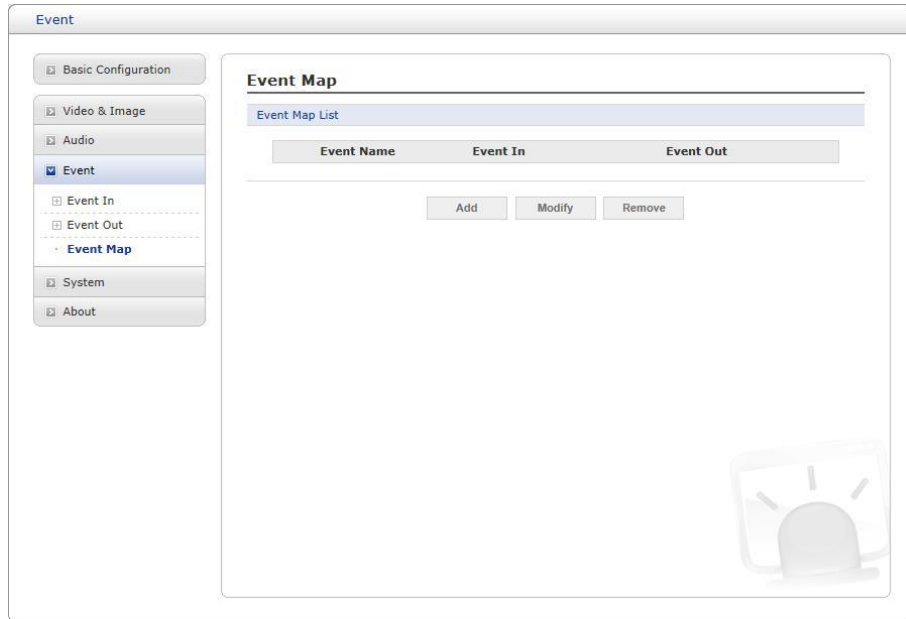 Event
Basic Configuration
Video & Image
Audio
Event
Event In
Event Out
Event Map
System
About
Event Map
Event Map List
Event Name Event In Event Out
Add Modify Remove